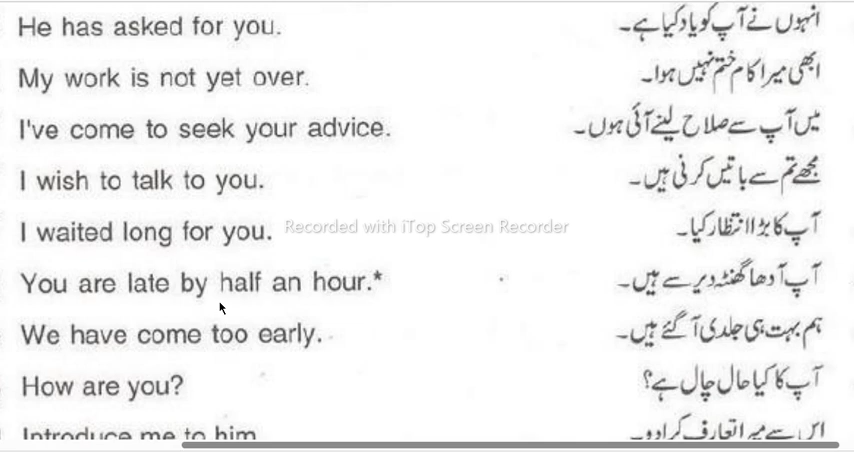 He has asked for you. انہوں نے آپ کو یاد کیا ہے۔
My work is not yet over. ابھی میرا کام ختم نہیں ہوا۔
I've come to seek your advice. میں آپ سے صلاح لینے آئی ہوں۔
I wish to talk to you. مجھے تم سے باتیں کرنی ہیں۔
I waited long for you. آپ کا بڑا انتظار کیا۔
Recorded with iTop Screen Recorder
You are late by half an hour.* آپ آدھا گھنٹہ دیر سے ہیں۔
We have come too early. ہم بہت ہی جلدی آ گئے ہیں۔
How are you? آپ کا کیا حال چال ہے؟
Introduce me to him اس سے میرا تعارف کرا دو۔